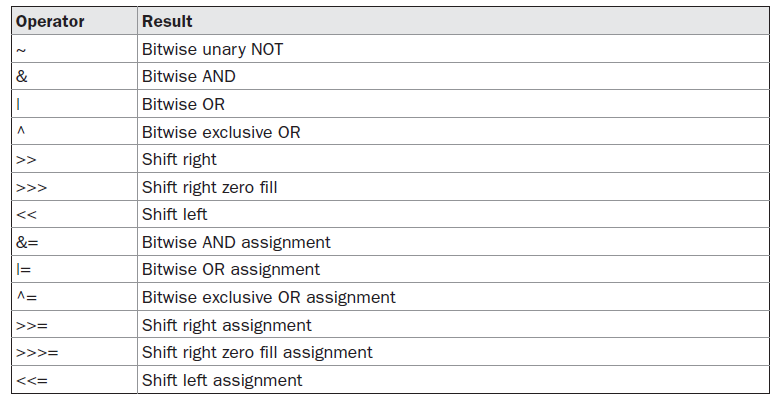 Operator Result
~ Bitwise unary NOT
& Bitwise AND
| Bitwise OR
^ Bitwise exclusive OR
>> Shift right
>>> Shift right zero fill
<< Shift left
&= Bitwise AND assignment
|= Bitwise OR assignment
^= Bitwise exclusive OR assignment
>>= Shift right assignment
>>>= Shift right zero fill assignment
<<= Shift left assignment